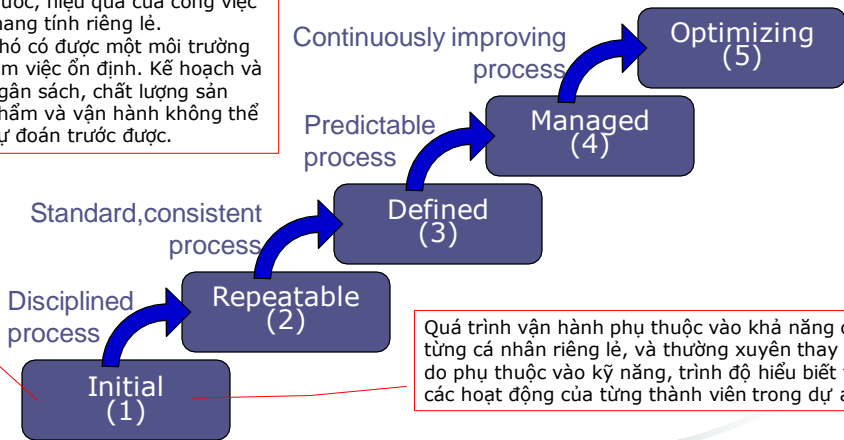 hiệu quả của công việc
mang tính riêng lẻ.
có được một môi trường
việc ổn định. Kế hoạch và
sách, chất lượng sản
và vận hành không thể
đoán trước được.
Continuously improving
process
Optimizing
(5)
Predictable
process
Managed
(4)
Standard,consistent
process
Defined
(3)
Disciplined
process
Repeatable
(2)
Initial
(1)
Quá trình vận hành phụ thuộc vào khả năng
từng cá nhân riêng lẻ, và thường xuyên thay
do phụ thuộc vào kỹ năng, trình độ hiểu biết
các hoạt động của từng thành viên trong dự